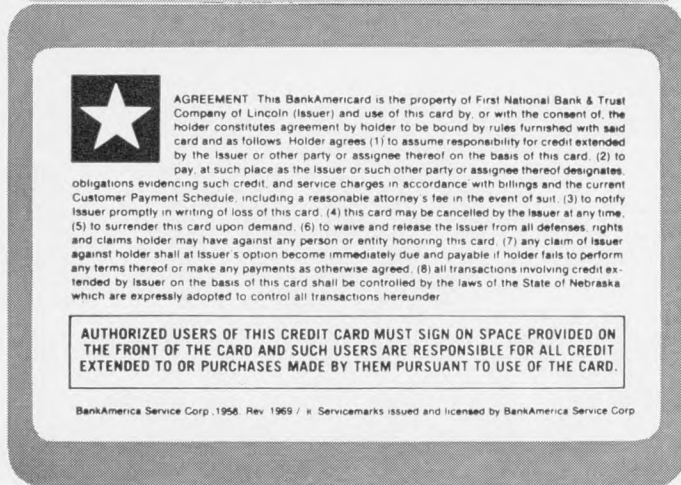 AGREEMENT This BankAmericard is the property of First National Bank & Trust
Company of Lincoln (Issuer) and use of this card by, or with the consent of, the
holder constitutes agreement by holder to be bound by rules furnished with said
card and as follows Holder agrees (1) to assume responsibility for credit extended
by the Issuer or other party or assignee thereof on the basis of this card, (2) to
pay, at such place as the Issuer or such other party or assignee thereof designates,
obligations evidencing such credit, and service charges in accordance with billings and the current
Customer Payment Schedule, including a reasonable attorney's fee in the event of suit, (3) to notify
Issuer promptly in writing of loss of this card, (4) this card may be cancelled by the Issuer at any time,
(5) to surrender this card upon demand, (6) to waive and release the Issuer from all defenses, rights
and claims holder may have against any person or entity honoring this card, (7) any claim of Issuer
against holder shall at Issuer's option become immediately due and payable if holder fails to perform
any terms thereof or make any payments as otherwise agreed, (8) all transactions involving credit ex-
tended by Issuer on the basis of this card shall be controlled by the laws of the State of Nebraska
which are expressly adopted to control all transactions hereunder
AUTHORIZED USERS OF THIS CREDIT CARD MUST SIGN ON SPACE PROVIDED ON
THE FRONT OF THE CARD AND SUCH USERS ARE RESPONSIBLE FOR ALL CREDIT
EXTENDED TO OR PURCHASES MADE BY THEM PURSUANT TO USE OF THE CARD.
BankAmerica Service Corp.,1958. Rev 1969 / Servicemarks issued and licensed by BankAmerica Service Corp